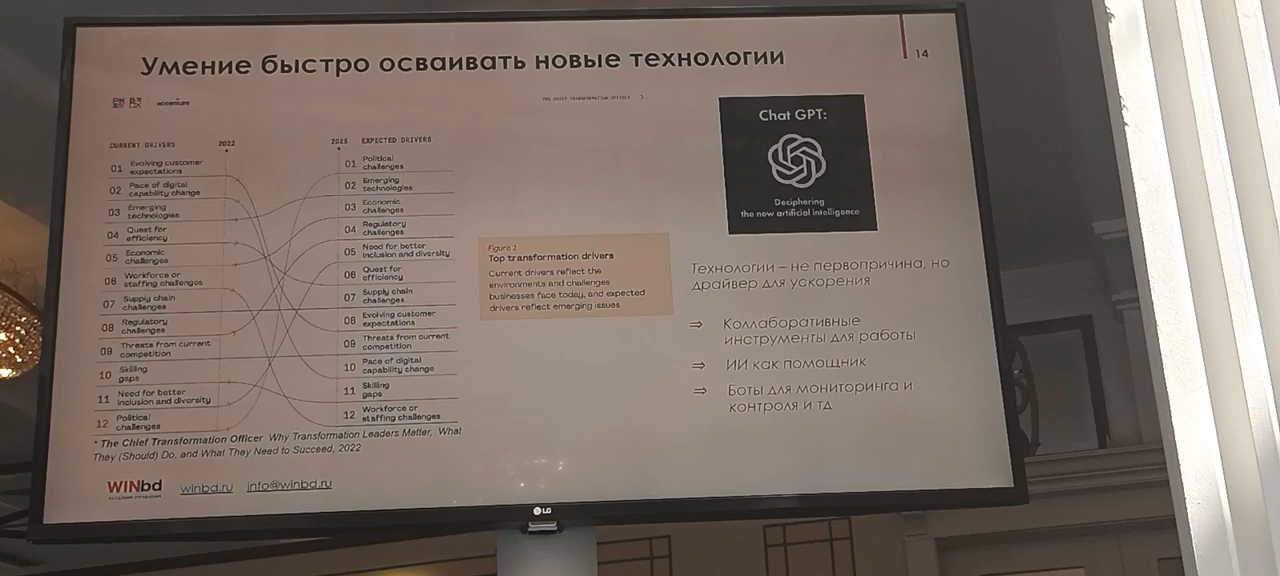 14
Умение быстро осваивать новые технологии
accenture
THE CHIEF TRANSFORMATION OFFICER
CURRENT DRIVERS
2022
01 Evolving customer
expectations
02 Pace of digital
capability change
03 Emerging
technologies
04 Quest for
efficiency
05 Economic
challenges
06 Workforce or
staffing challenges
07 Supply chain
challenges
08 Regulatory
challenges
09 Threats from current
competition
10 Skilling
gaps
11 Need for better
inclusion and diversity
12 Political
challenges
2025 EXPECTED DRIVERS
01 Political
challenges
02 Emerging
technologies
03 Economic
challenges
04 Regulatory
challenges
05 Need for better
inclusion and diversity
06 Quest for
efficiency
07 Supply chain
challenges
08 Evolving customer
expectations
09 Threats from current
competition
10 Pace of digital
capability change
11 Skilling
gaps
12 Workforce or
staffing challenges
Figure 1
Top transformation drivers
Current drivers reflect the
environments and challenges
businesses face today, and expected
drivers reflect emerging issues
Chat GPT:
Deciphering
the new artificial intelligence
Технологии – не первопричина, но
драйвер для ускорения
⇒ Коллаборативные
инструменты для работы
⇒ ИИ как помощник
⇒ Боты для мониторинга и
контроля и тд
* The Chief Transformation Officer Why Transformation Leaders Matter, What
They (Should) Do, and What They Need to Succeed, 2022
WINbd
winbd.ru info@winbd.ru
LG